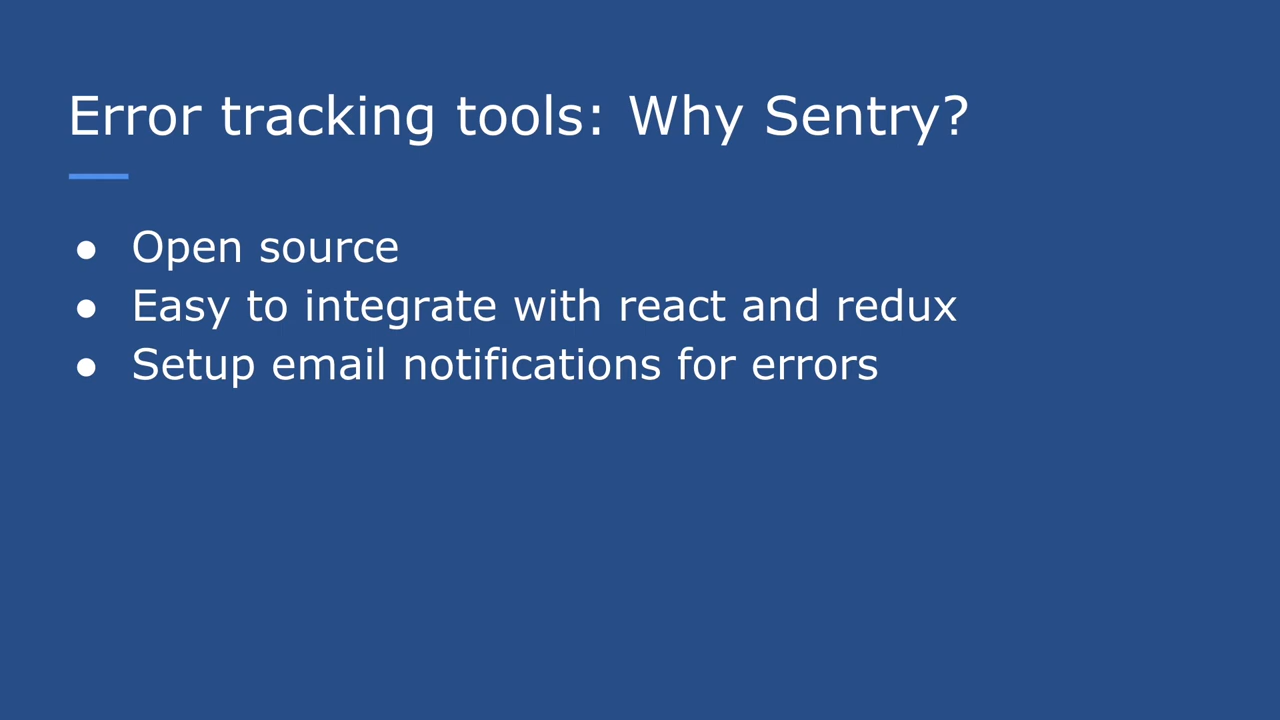 Error tracking tools: Why Sentry?
● Open source
● Easy to integrate with react and redux
● Setup email notifications for errors